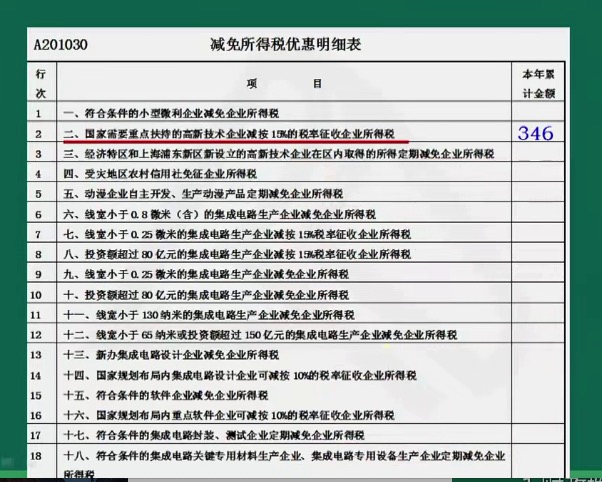 A201030 减免所得税优惠明细表
行次 项 目 本年累计金额
1 一、符合条件的小型微利企业减免企业所得税
2 二、国家需要重点扶持的高新技术企业减按15%的税率征收企业所得税 346
3 三、经济特区和上海浦东新区新设立的高新技术企业在区内取得的所得定期减免企业所得税
4 四、受灾地区农村信用社免征企业所得税
5 五、动漫企业自主开发、生产动漫产品定期减免企业所得税
6 六、线宽小于0.8微米（含）的集成电路生产企业减免企业所得税
7 七、线宽小于0.25微米的集成电路生产企业减按15%税率征收企业所得税
8 八、投资额超过80亿元的集成电路生产企业减按15%税率征收企业所得税
9 九、线宽小于0.25微米的集成电路生产企业减免企业所得税
10 十、投资额超过80亿元的集成电路生产企业减免企业所得税
11 十一、线宽小于130纳米的集成电路生产企业减免企业所得税
12 十二、线宽小于65纳米或投资额超过150亿元的集成电路生产企业减免企业所得税
13 十三、新办集成电路设计企业减免企业所得税
14 十四、国家规划布局内集成电路设计企业可减按10%的税率征收企业所得税
15 十五、符合条件的软件企业减免企业所得税
16 十六、国家规划布局内重点软件企业可减按10%的税率征收企业所得税
17 十七、符合条件的集成电路封装、测试企业定期减免企业所得税
18 十八、符合条件的集成电路关键专用材料生产企业、集成电路专用设备生产企业定期减免企业
所得税